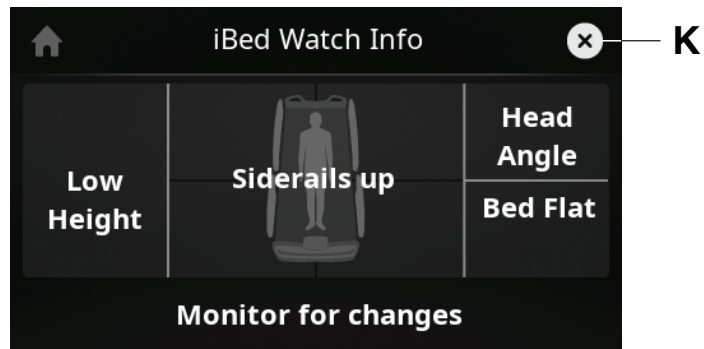 iBed Watch Info
K
Low
Height
Siderails up
Head
Angle
Bed Flat
Monitor for changes